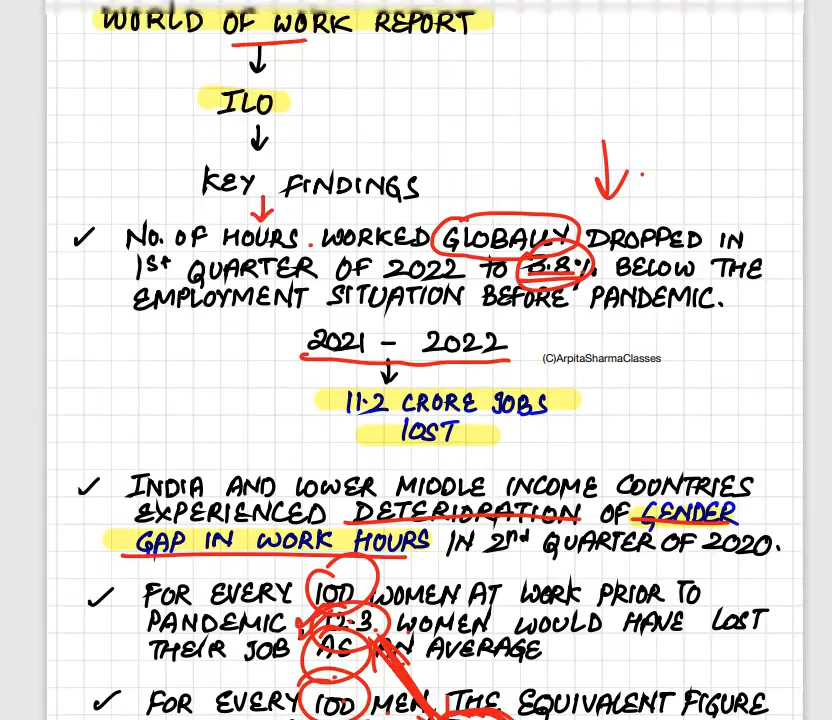 WORLD OF WORK REPORT
ILO
KEY FINDINGS
✓ NO. OF HOURS WORKED GLOBALLY DROPPED IN
1st QUARTER OF 2022 TO 3.8% BELOW THE
EMPLOYMENT SITUATION BEFORE PANDEMIC.
2021 - 2022
(C)ArpitaSharmaClasses
11.2 CRORE JOBS
LOST
✓ INDIA AND LOWER MIDDLE INCOME COUNTRIES
EXPERIENCED DETERIORATION OF GENDER
GAP IN WORK HOURS IN 2nd QUARTER OF 2020.
✓ FOR EVERY 100 WOMEN AT WORK PRIOR TO
PANDEMIC, 12.3 WOMEN WOULD HAVE LOST
THEIR JOB AS AN AVERAGE
✓ FOR EVERY 100 MEN THE EQUIVALENT FIGURE